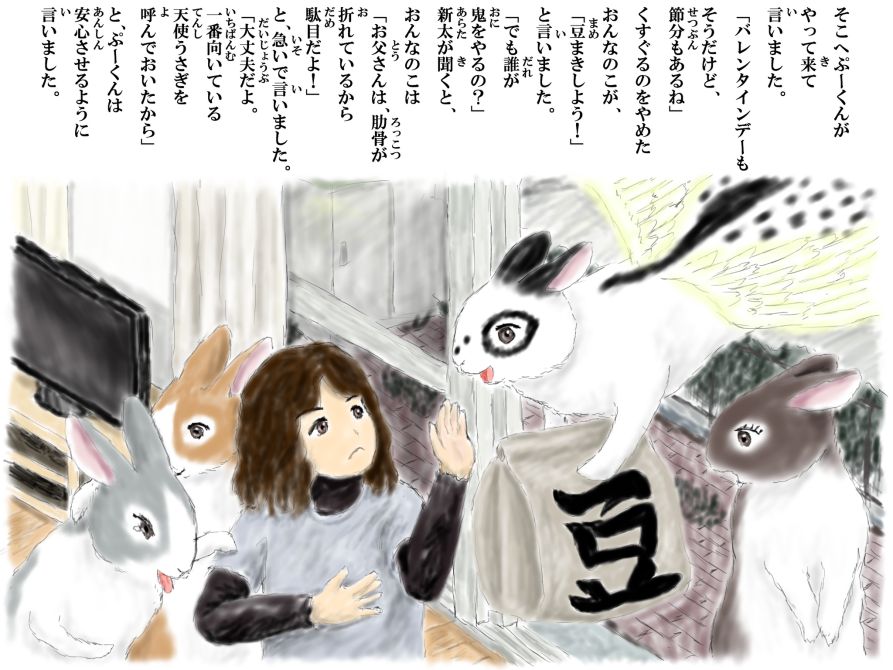 そこへぷーくんが
やって来て
言いました。
「バレンタインデーも
そうだけど、
節分もあるね」
くすぐるのをやめた
おんなのこが、
「豆まきしよう！」
と言いました。
「でも誰が
鬼をやるの？」
新太が聞くと、
おんなのこは
「お父さんは、肋骨が
折れているから
駄目だよ！」
と、急いで言いました。
「大丈夫だよ。
一番向いている
天使うさぎを
呼んでおいたから」
と、ぷーくんは
安心させるように
言いました。
豆